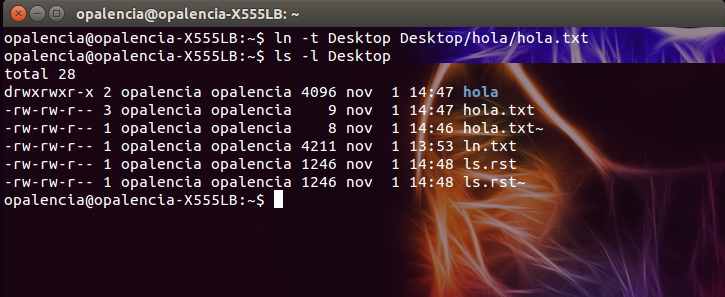 opalencia@opalencia-X555LB: ~
opalencia@opalencia-X555LB:~$ ln -t Desktop Desktop/hola/hola.txt
opalencia@opalencia-X555LB:~$ ls -l Desktop
total 28
drwxrwxr-x 2 opalencia opalencia 4096 nov  1 14:47 hola
-rw-rw-r-- 3 opalencia opalencia    9 nov  1 14:47 hola.txt
-rw-rw-r-- 1 opalencia opalencia    8 nov  1 14:46 hola.txt~
-rw-rw-r-- 1 opalencia opalencia 4211 nov  1 13:53 ln.txt
-rw-rw-r-- 1 opalencia opalencia 1246 nov  1 14:48 ls.rst
-rw-rw-r-- 1 opalencia opalencia 1246 nov  1 14:48 ls.rst~
opalencia@opalencia-X555LB:~$